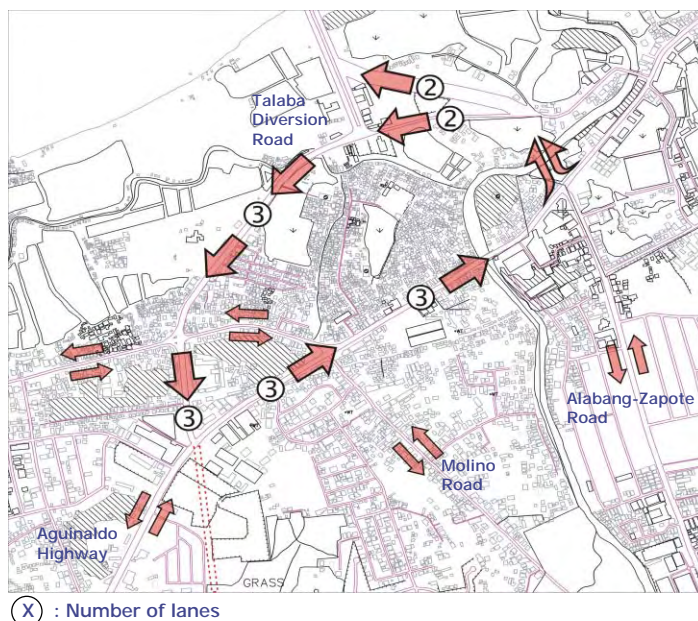 Talaba
Diversion
Road
2
2
3
3
3
3
3
Alabang-Zapote
Road
Molino
Road
Aguinaldo
Highway
GRASS
X : Number of lanes